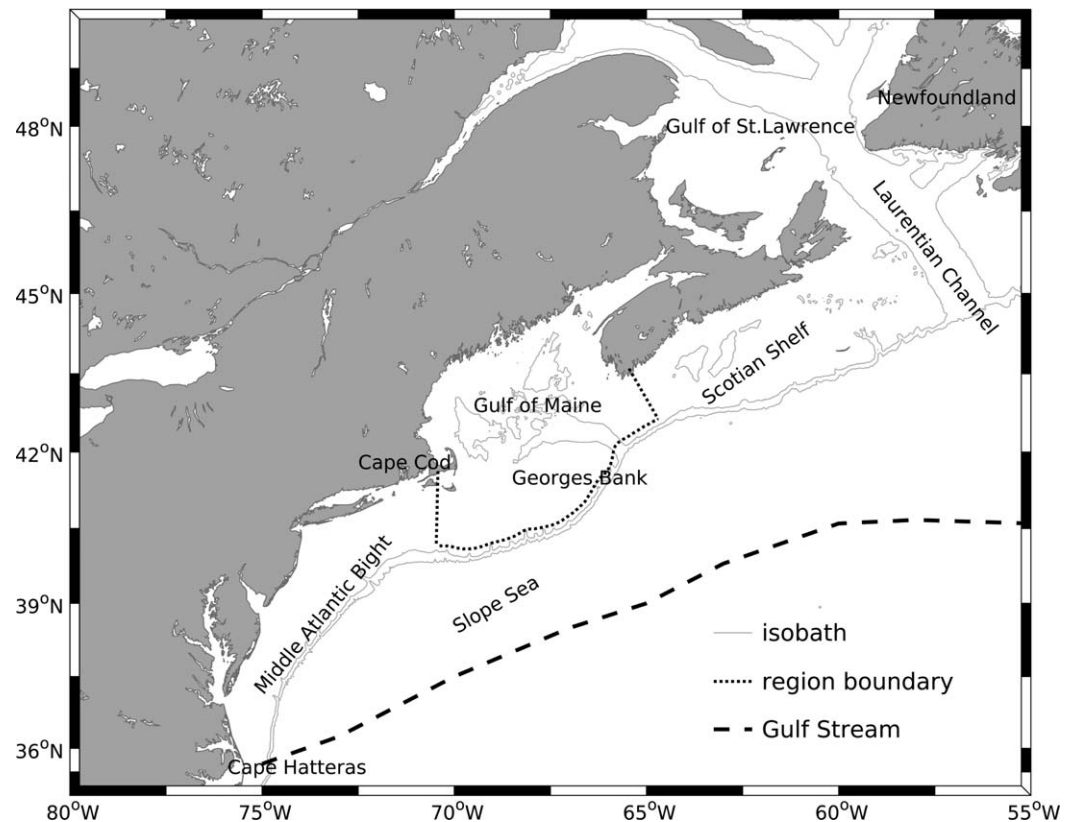 Newfoundland
48°N
Gulf of St.Lawrence
Laurentian Channel
45°N
Scotian Shelf
Gulf of Maine
42°N
Cape Cod
Georges Bank
Middle Atlantic Bight
Slope Sea
39°N
isobath
region boundary
Gulf Stream
36°N
Cape Hatteras
80°W 75°W 70°W 65°W 60°W 55°W